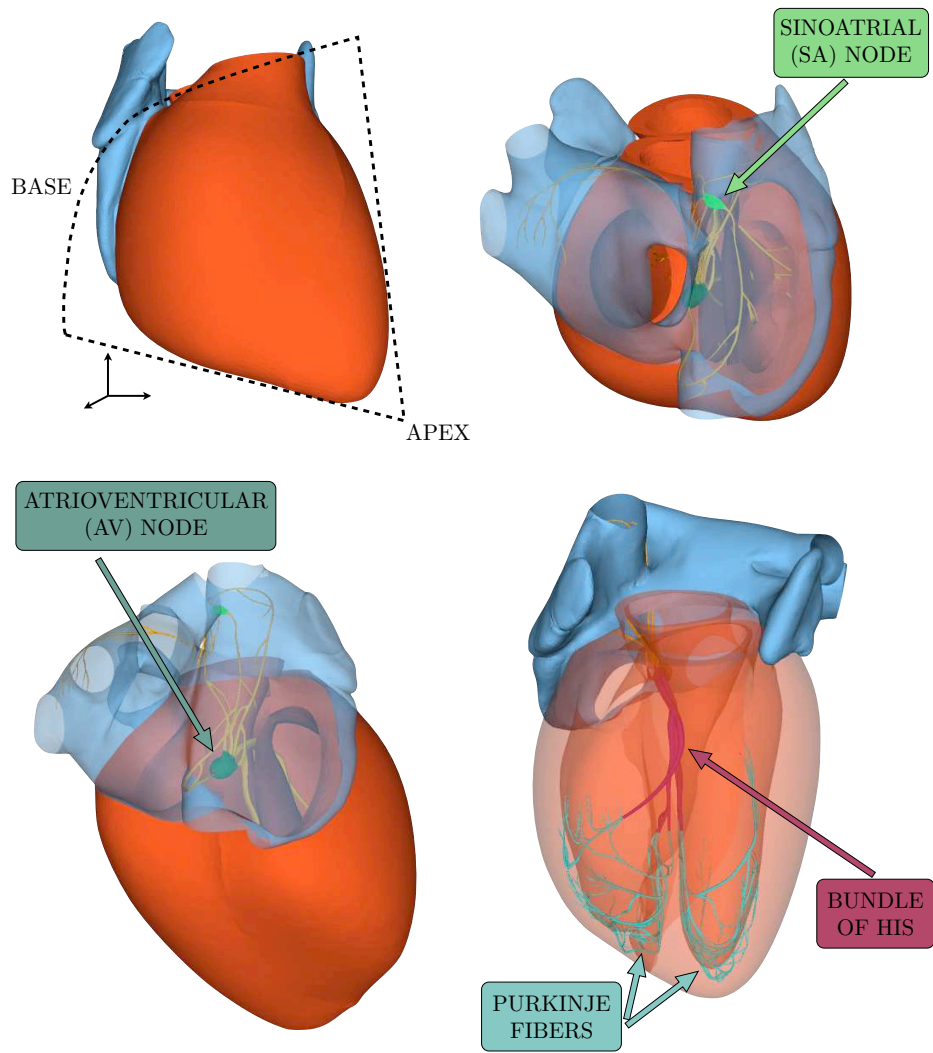 SINOATRIAL
(SA) NODE
BASE
APEX
ATRIOVENTRICULAR
(AV) NODE
BUNDLE
OF HIS
PURKINJE
FIBERS